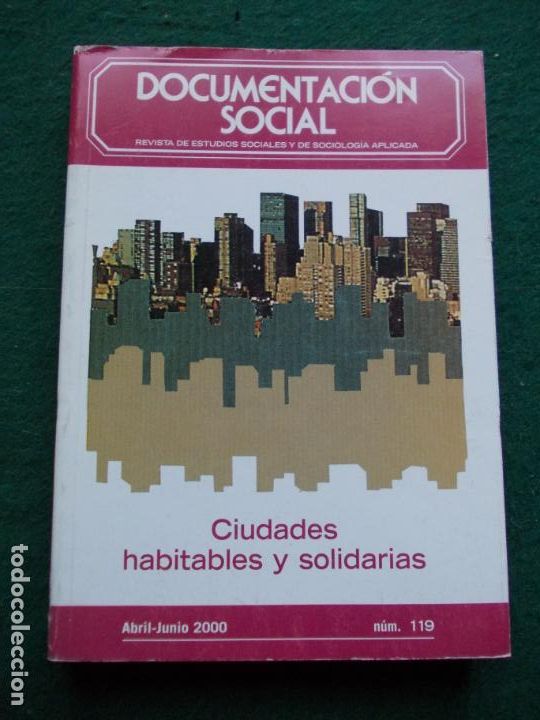 DOCUMENTACIÓN
SOCIAL
REVISTA DE ESTUDIOS SOCIALES Y DE SOCIOLOGÍA APLICADA
Ciudades
habitables y solidarias
Abril-Junio 2000 núm. 119
todocoleccion